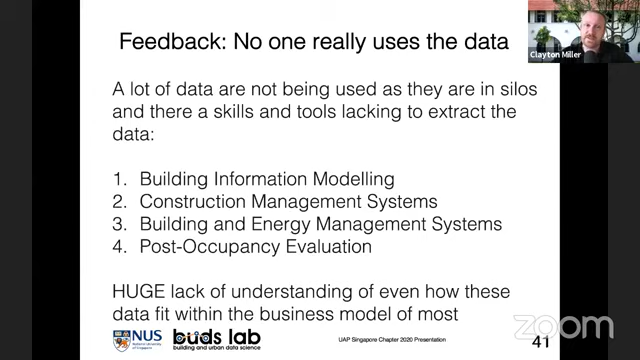 Feedback: No one really uses the data
Clayton Miller
A lot of data are not being used as they are in silos
and there a skills and tools lacking to extract the
data:
1. Building Information Modelling
2. Construction Management Systems
3. Building and Energy Management Systems
4. Post-Occupancy Evaluation
HUGE lack of understanding of even how these
data fit within the business model of most
NUS
National University
of Singapore
buds lab
building and urban data science
UAP Singapore Chapter 2020 Presentation
41
zoom